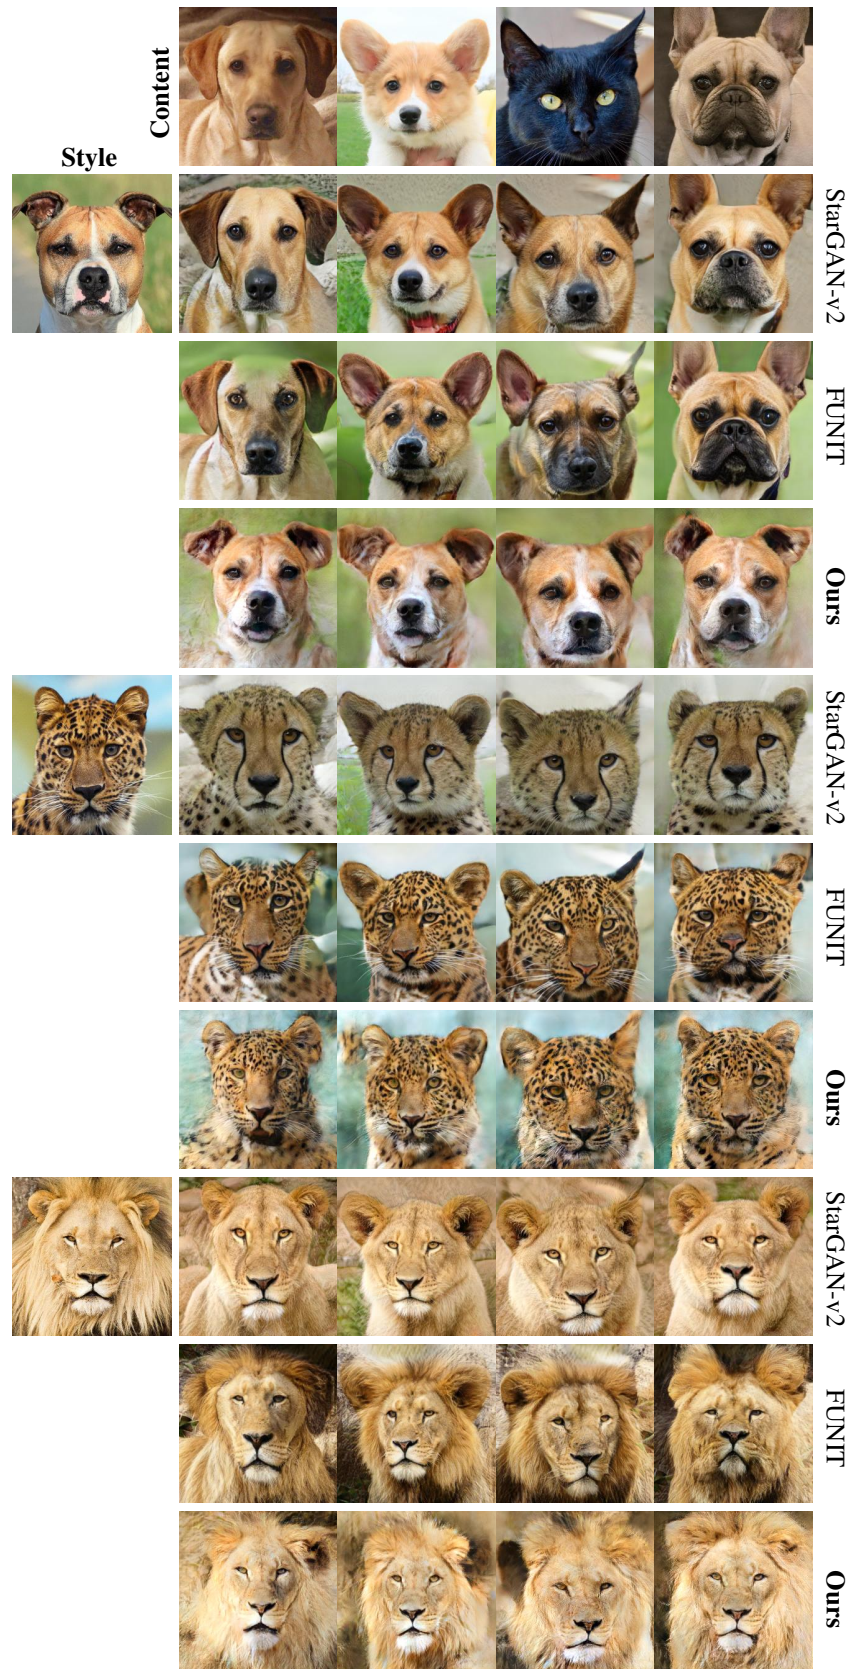 Content
Style
StarGAN-v2
FUNIT
Ours
StarGAN-v2
FUNIT
Ours
StarGAN-v2
FUNIT
Ours